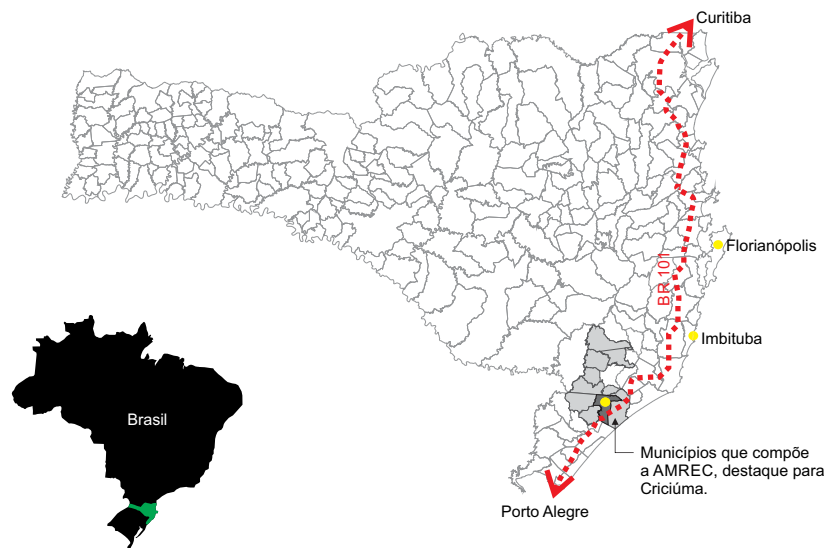 Curitiba
Florianópolis
BR 101
Imbituba
Brasil
Municípios que compõe
a AMREC, destaque para
Criciúma.
Porto Alegre